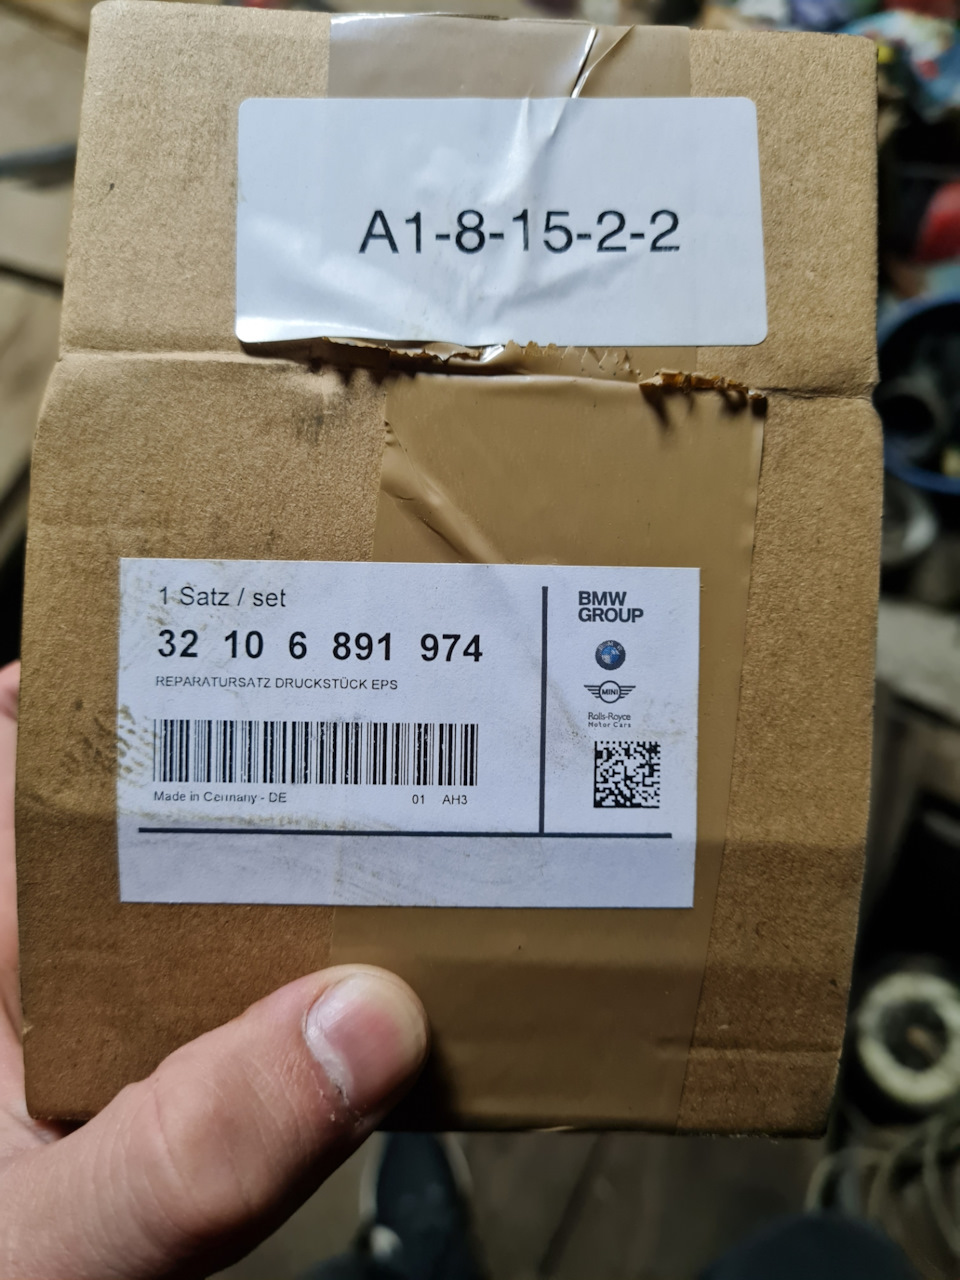 A1-8-15-2-2
1 Satz / set
32 10 6 891 974
REPARATURSATZ DRUCKSTÜCK EPS
Made in Germany - DE
01 AH3
BMW
GROUP
BMW
MINI
Rolls-Royce
Motor Cars